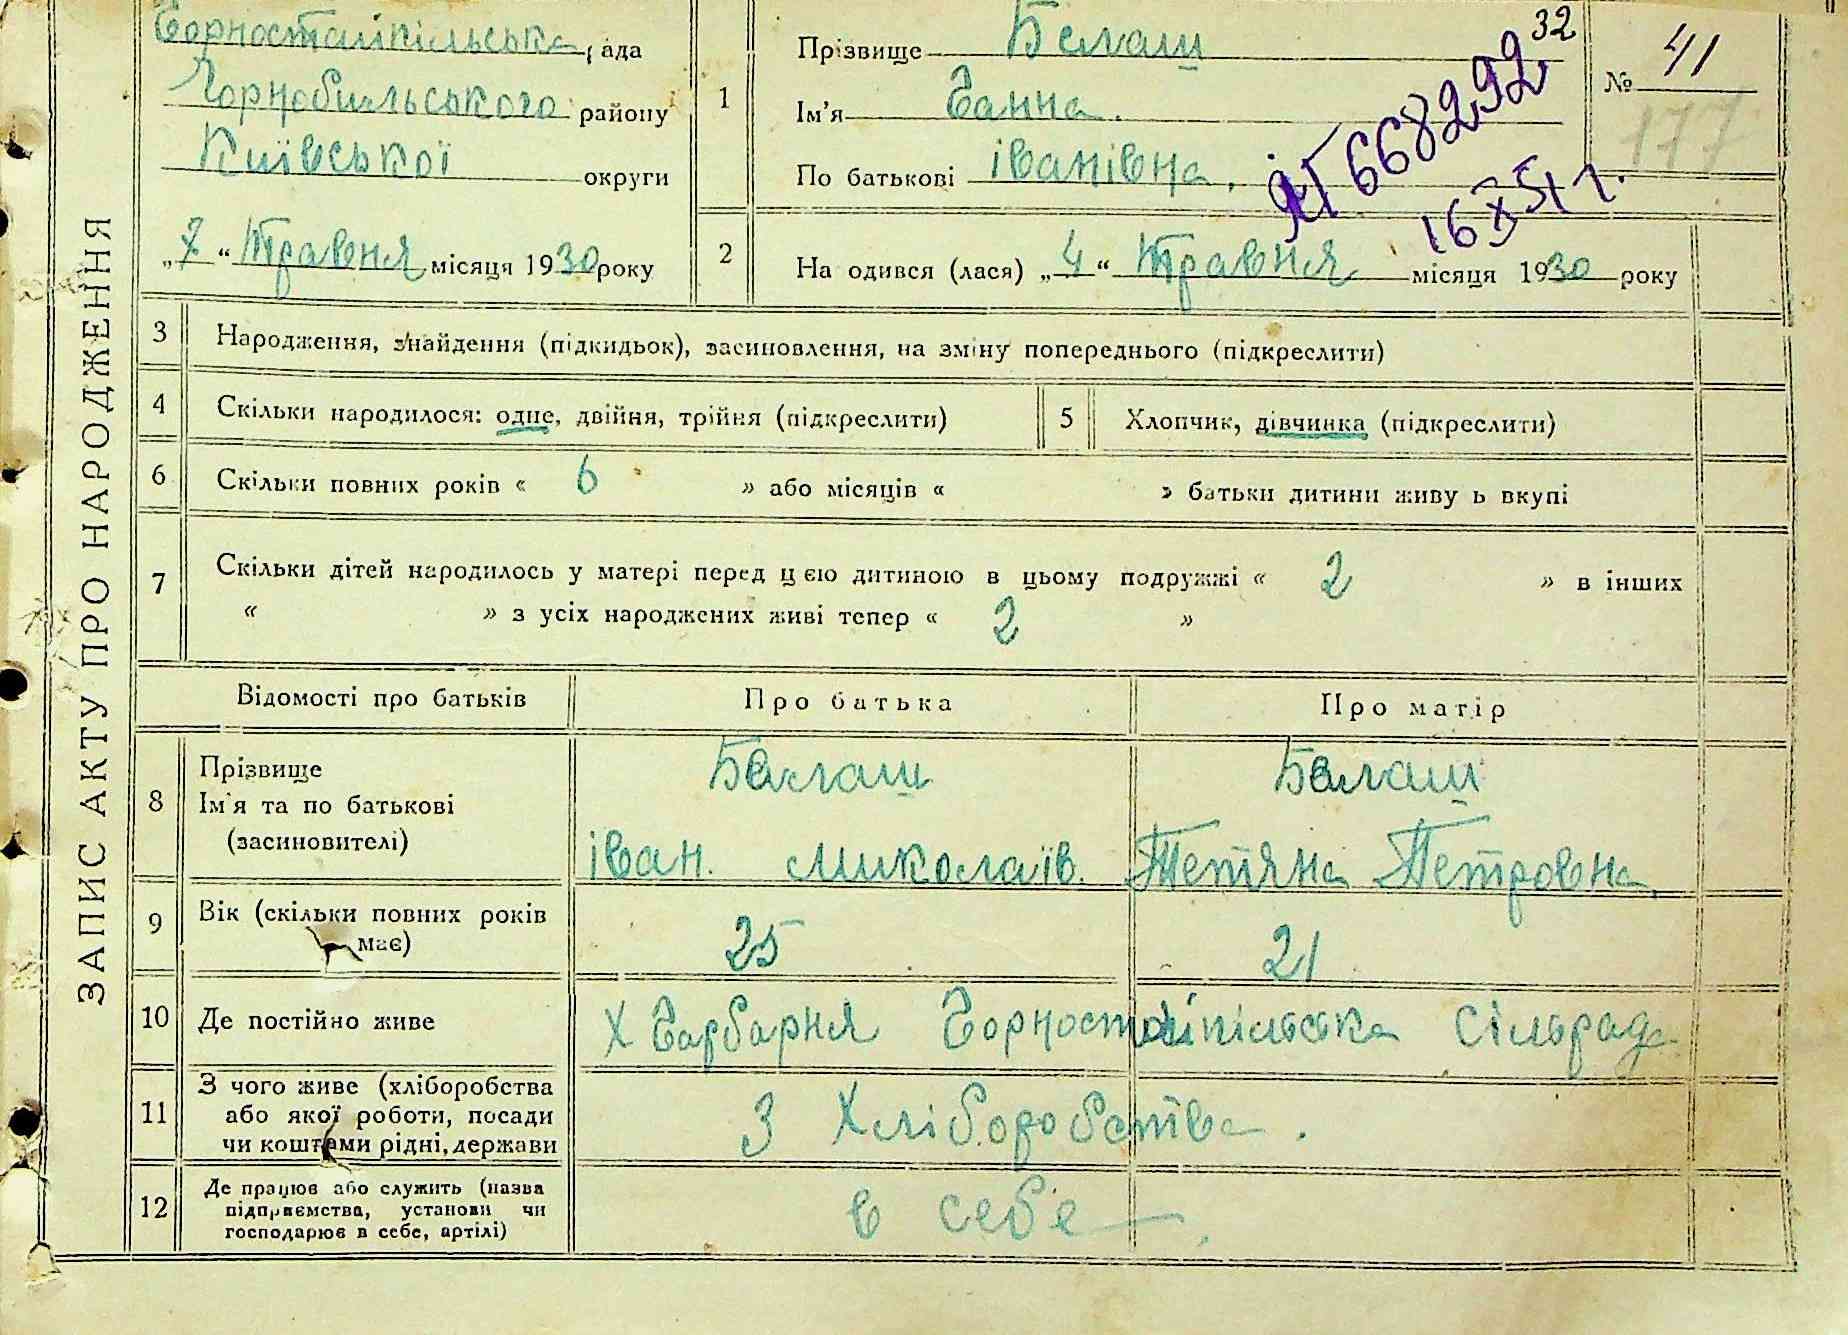 Горностайпільська рада
Чорнобильського району
Київської округи
„7“ Травня місяця 1930 року
ЗАПИС АКТУ ПРО НАРОДЖЕННЯ
1
Прізвище Белаш
Ім'я Ганна.
По батькові іванівна.
32
№ 41
177
ЯГ 668292
2
На одився (лася) „4“ Травня місяця 1930 року
3 Народження, знайдення (підкидьок), засиновлення, на зміну попереднього (підкреслити)
4 Скільки народилося: одне, двійня, трійня (підкреслити)
5 Хлопчик, дівчинка (підкреслити)
6 Скільки повних років « 6 » або місяців « » батьки дитини живу ь вкупі
7 Скільки дітей народилось у матері перед цією дитиною в цьому подружжі « 2 » в інших
« » з усіх народжених живі тепер « 2 »
Відомості про батьків Про батька Про матір
8
Прізвище Белаш Белаш
Ім'я та по батькові
(засиновителі)
іван. миколаїв. Тетяна Петровна
9 Вік (скільки повних років
має)
25 21
10 Де постійно живе Х Гарбарня Горностайпільська Сільрада
11
З чого живе (хліборобства
або якої роботи, посади
чи коштами рідні, держави
З Хліборобства.
12
Де працює або служить (назва
підприємства, установи чи
господарює в себе, артілі)
в себе